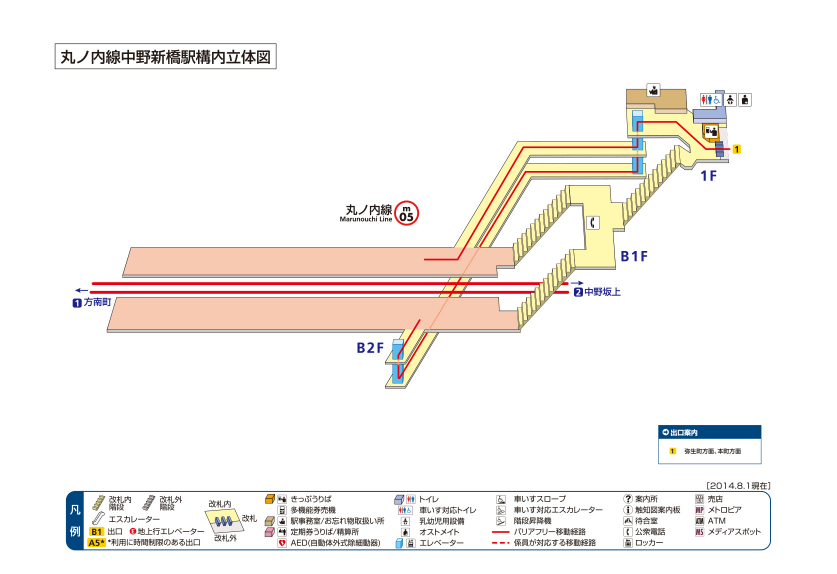 丸ノ内線中野新橋駅構内立体図
1
1F
丸ノ内線
Marunouchi Line
m
05
B1F
1 方南町
2 中野坂上
B2F
出口案内
1 弥生町方面、本町方面
[2014.8.1現在]
凡例
改札内階段
改札外階段
エスカレーター
B1 出口 E 地上行エレベーター
A5* *利用に時間制限のある出口
改札内
改札
改札外
きっぷうりば
多機能券売機
駅事務室/お忘れ物取扱い所
定期券うりば/精算所
AED(自動体外式除細動器)
トイレ
車いす対応トイレ
乳幼児用設備
オストメイト
エレベーター
車いすスロープ
車いす対応エスカレーター
階段昇降機
バリアフリー移動経路
係員が対応する移動経路
? 案内所
触知図案内板
待合室
公衆電話
ロッカー
売店
MP メトロピア
ATM ATM
MS メディアスポット